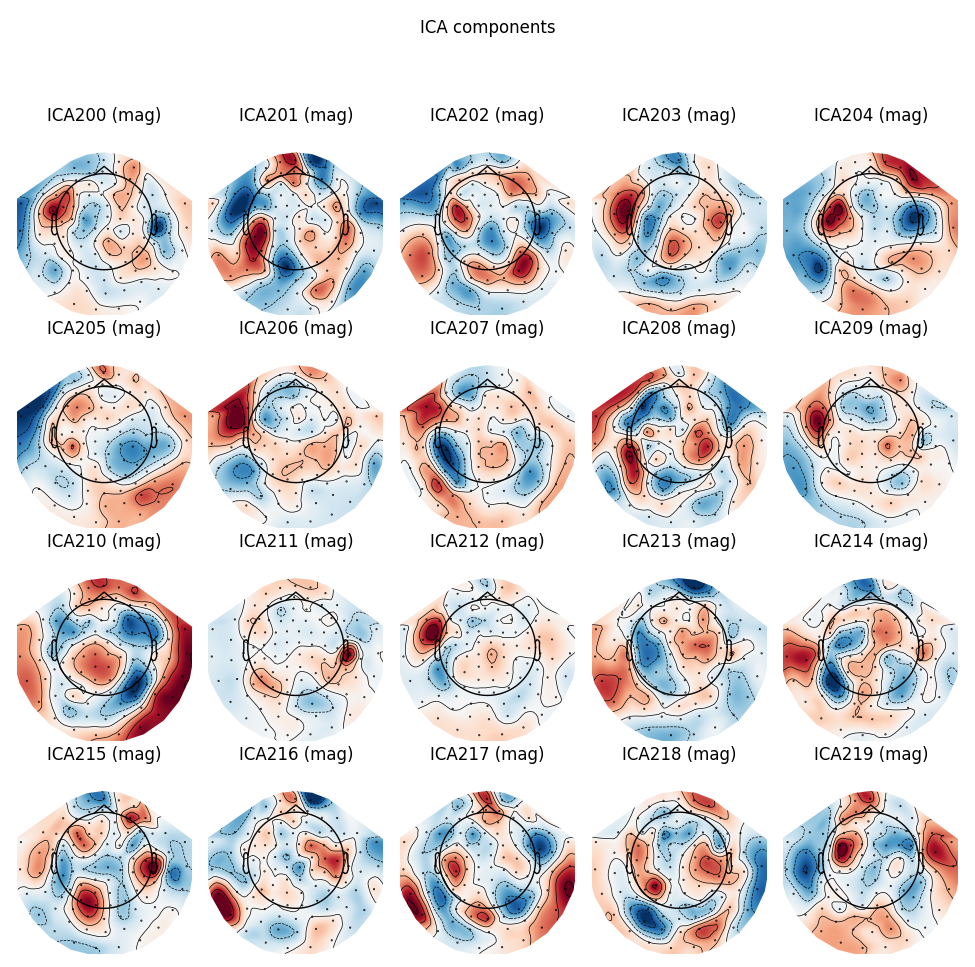 ICA components
ICA200 (mag) ICA201 (mag) ICA202 (mag) ICA203 (mag) ICA204 (mag)
ICA205 (mag) ICA206 (mag) ICA207 (mag) ICA208 (mag) ICA209 (mag)
ICA210 (mag) ICA211 (mag) ICA212 (mag) ICA213 (mag) ICA214 (mag)
ICA215 (mag) ICA216 (mag) ICA217 (mag) ICA218 (mag) ICA219 (mag)